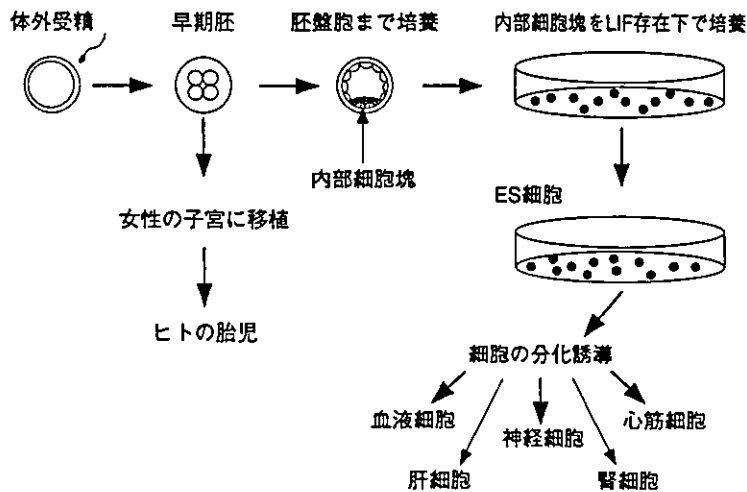 体外受精
早期胚
胚盤胞まで培養
内部細胞塊をLIF存在下で培養
内部細胞塊
ES細胞
女性の子宮に移植
ヒトの胎児
細胞の分化誘導
血液細胞
神経細胞
心筋細胞
肝細胞
腎細胞